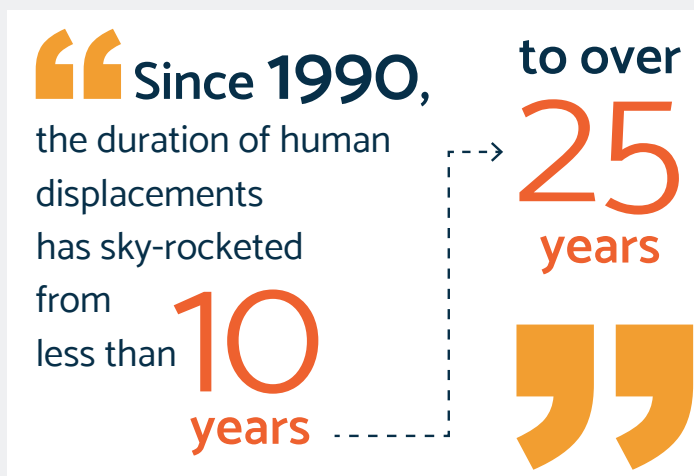 “Since 1990,
the duration of human
displacements
has sky-rocketed
from
less than 10
years
to over
25
years
”